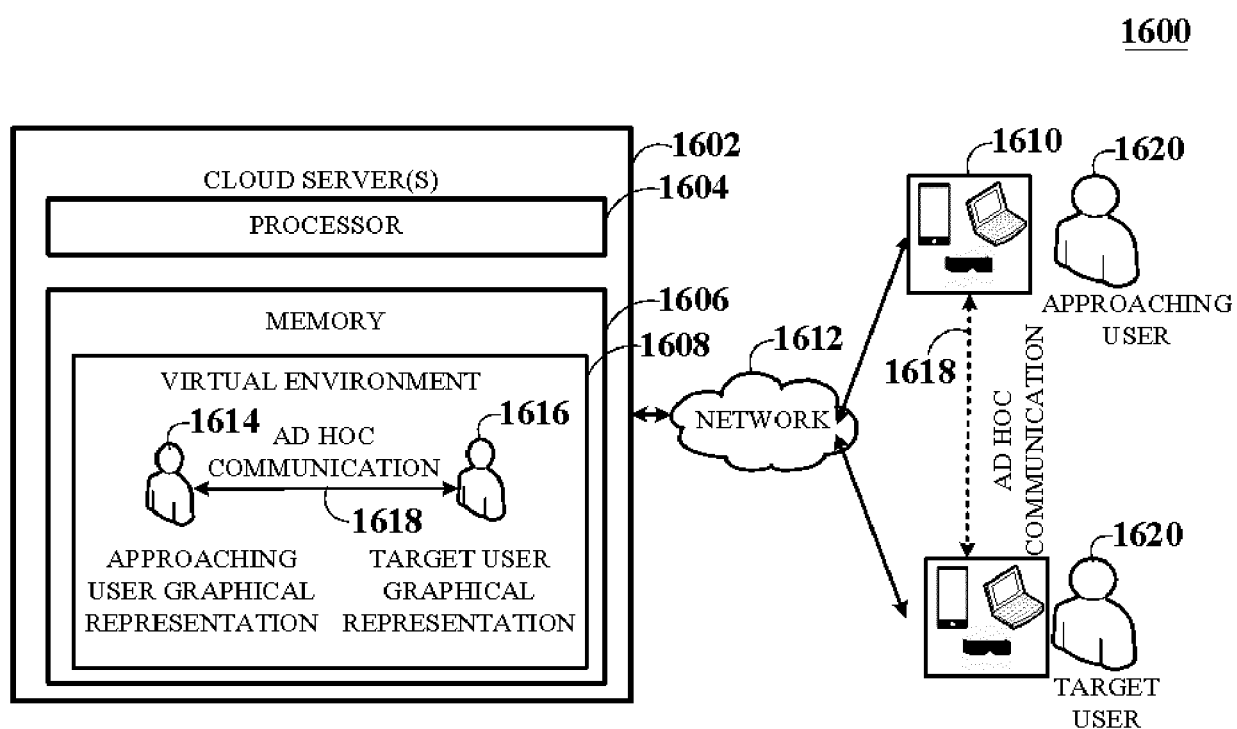 1600
1602
CLOUD SERVER(S)
1604
PROCESSOR
1606
MEMORY
1608
VIRTUAL ENVIRONMENT
1614
AD HOC
COMMUNICATION
1616
1618
APPROACHING
USER GRAPHICAL
REPRESENTATION
TARGET USER
GRAPHICAL
REPRESENTATION
1612
NETWORK
1610
1620
APPROACHING
USER
1618
AD HOC
COMMUNICATION
1620
TARGET
USER